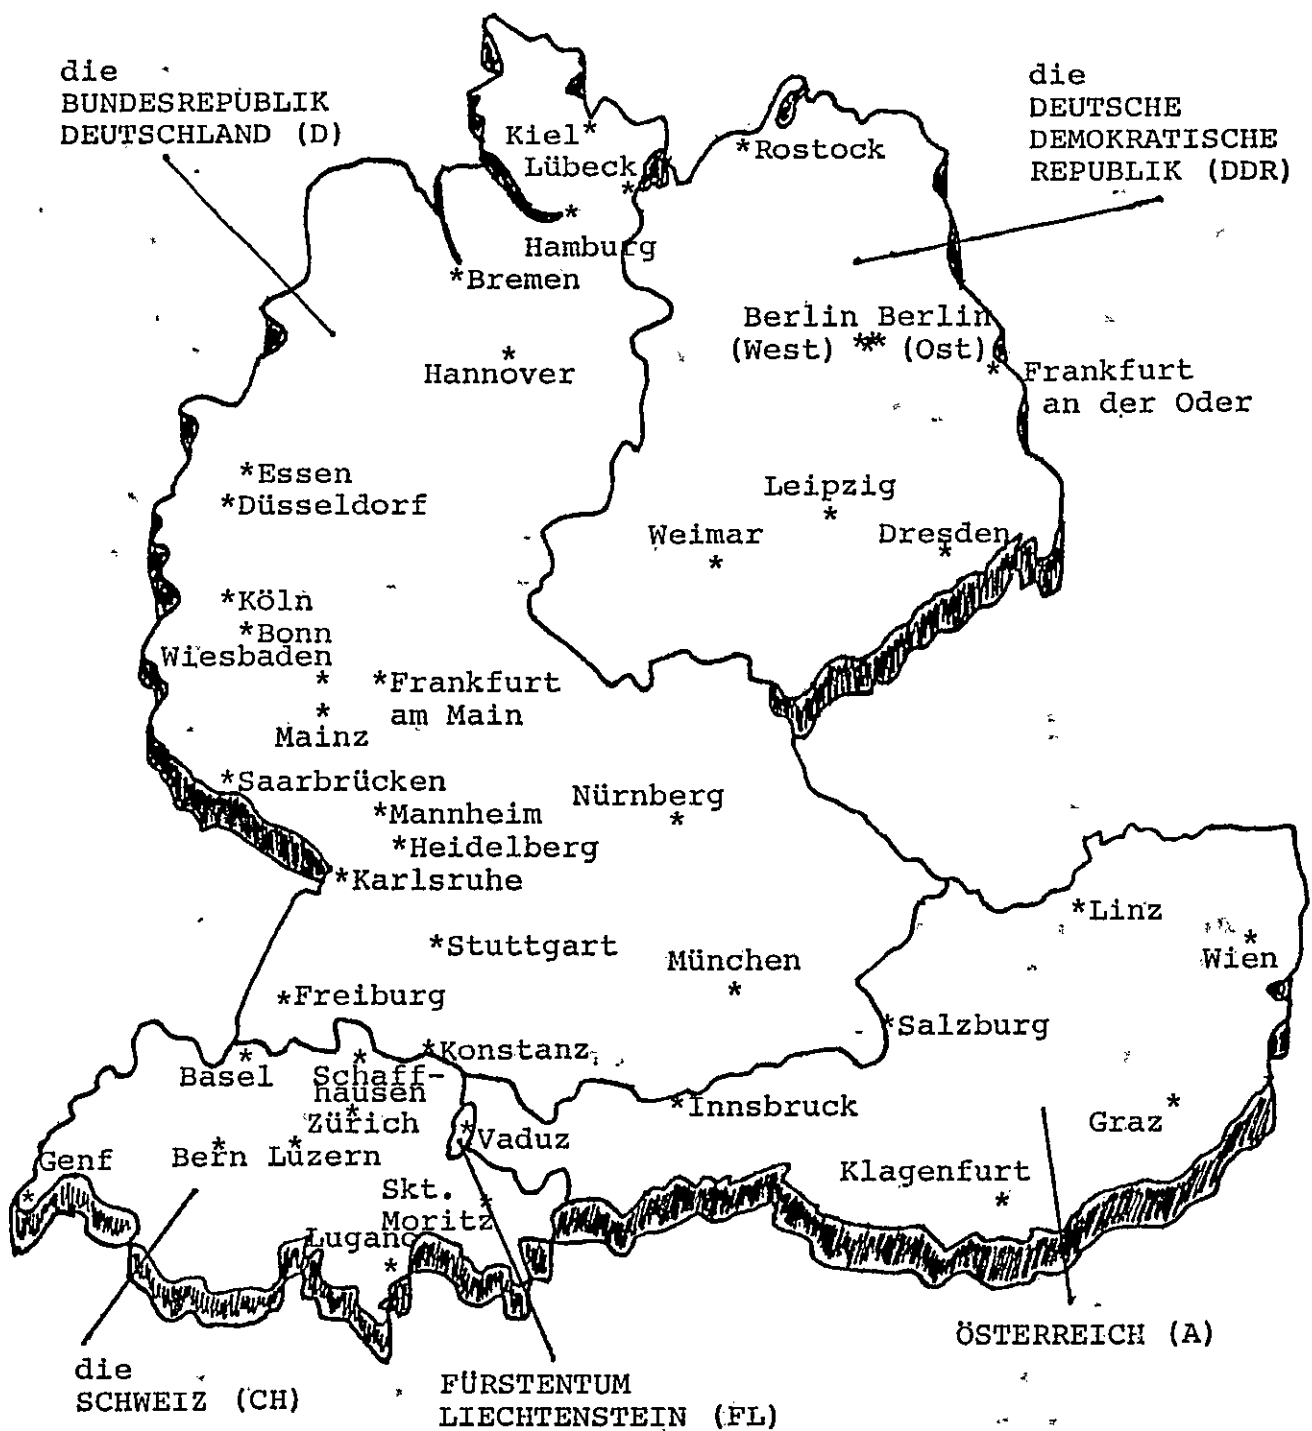 die
BUNDESREPUBLIK
DEUTSCHLAND (D)
die
DEUTSCHE
DEMOKRATISCHE
REPUBLIK (DDR)
Kiel*
Lübeck
*
*Rostock
*
Hamburg
*Bremen
Berlin Berlin
(West) *** (Ost)
*
Hannover
* Frankfurt
an der Oder
*Essen
*Düsseldorf
Leipzig
*
Weimar
*
Dresden
*
*Köln
*Bonn
Wiesbaden
*
*Frankfurt
am Main
*
Mainz
*Saarbrücken
Nürnberg
*
*Mannheim
*Heidelberg
*Karlsruhe
*Linz
*Stuttgart
*
Wien
München
*
*Freiburg
*Salzburg
*Konstanz
*
Basel
*
Schaff-
hausen
*
Zürich
*Innsbruck
*
Graz
*Vaduz
*
Bern
*
Luzern
Genf
*
Klagenfurt
*
Skt. *
Moritz
Lugano
*
ÖSTERREICH (A)
die
SCHWEIZ (CH)
FÜRSTENTUM
LIECHTENSTEIN (FL)